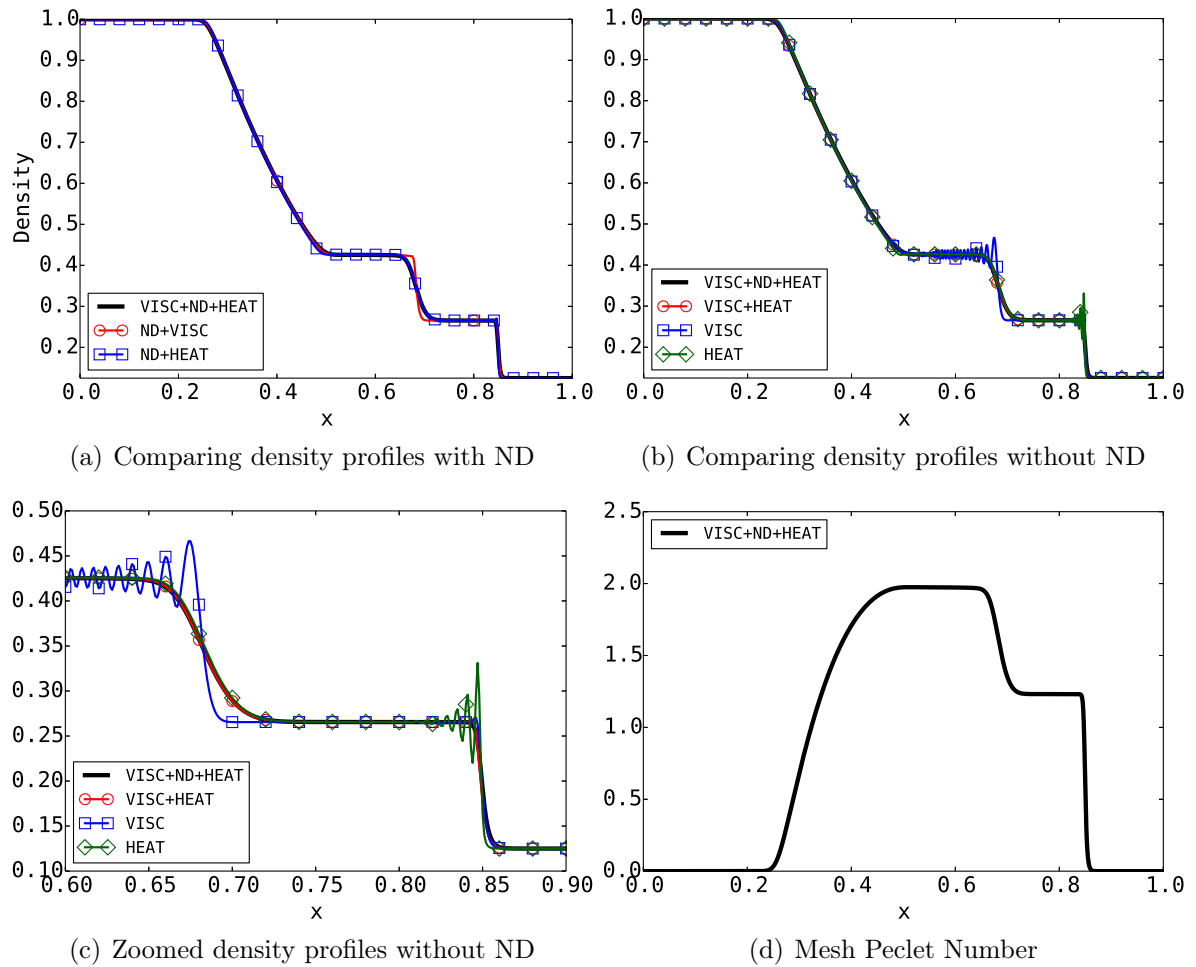 1.0
0.9
0.8
0.7
0.6
0.5
0.4
0.3
0.2
Density
0.0 0.2 0.4 0.6 0.8 1.0
x
VISC+ND+HEAT
ND+VISC
ND+HEAT
(a) Comparing density profiles with ND
1.0
0.9
0.8
0.7
0.6
0.5
0.4
0.3
0.2
0.0 0.2 0.4 0.6 0.8 1.0
x
VISC+ND+HEAT
VISC+HEAT
VISC
HEAT
(b) Comparing density profiles without ND
0.50
0.45
0.40
0.35
0.30
0.25
0.20
0.15
0.10
0.60 0.65 0.70 0.75 0.80 0.85 0.90
x
VISC+ND+HEAT
VISC+HEAT
VISC
HEAT
(c) Zoomed density profiles without ND
2.5
2.0
1.5
1.0
0.5
0.0
0.0 0.2 0.4 0.6 0.8 1.0
x
VISC+ND+HEAT
(d) Mesh Peclet Number